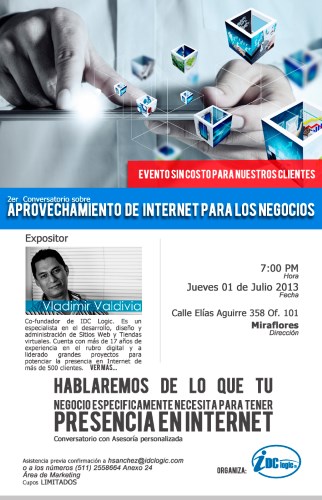 EVENTO SIN COSTO PARA NUESTROS CLIENTES
2er Conversatorio sobre
APROVECHAMIENTO DE INTERNET PARA LOS NEGOCIOS
Expositor
Vladimir Valdivia
Co-fundador de IDC Logic. Es un
especialista en el desarrollo, diseño y
administración de Sitios Web y Tiendas
virtuales. Cuenta con mas de 17 años de
experiencia en el rubro digital y a
liderado grandes proyectos para
potenciar la presencia en Internet de
mas de 500 clientes. VER MAS...
7:00 PM
Hora
Jueves 01 de Julio 2013
Fecha
Calle Elías Aguirre 358 Of. 101
Miraflores
Dirección
HABLAREMOS DE LO QUE TU
NEGOCIO ESPECIFICAMENTE NECESITA PARA TENER
PRESENCIA EN INTERNET
Conversatorio con Asesoría personalizada
Asistencia previa confirmación a hsanchez@idclogic.com
o a los números (511) 2558664 Anexo 24
Área de Marketing
Cupos LIMITADOS
ORGANIZA:
iDC logic